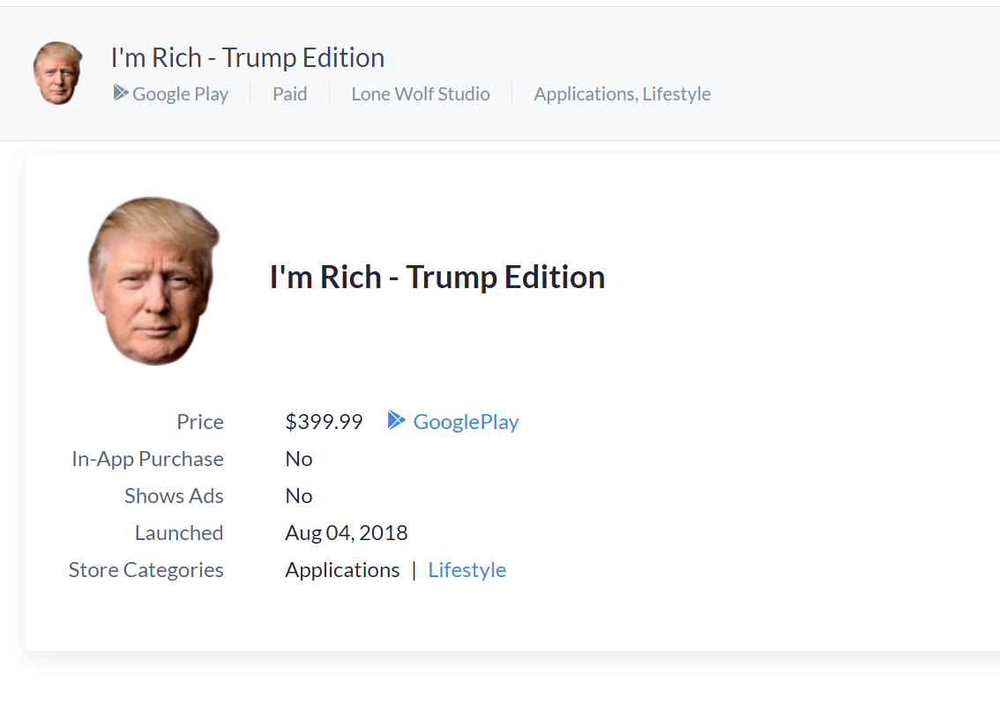 I'm Rich - Trump Edition
Google Play Paid Lone Wolf Studio Applications, Lifestyle
I'm Rich - Trump Edition
Price $399.99 GooglePlay
In-App Purchase No
Shows Ads No
Launched Aug 04, 2018
Store Categories Applications | Lifestyle